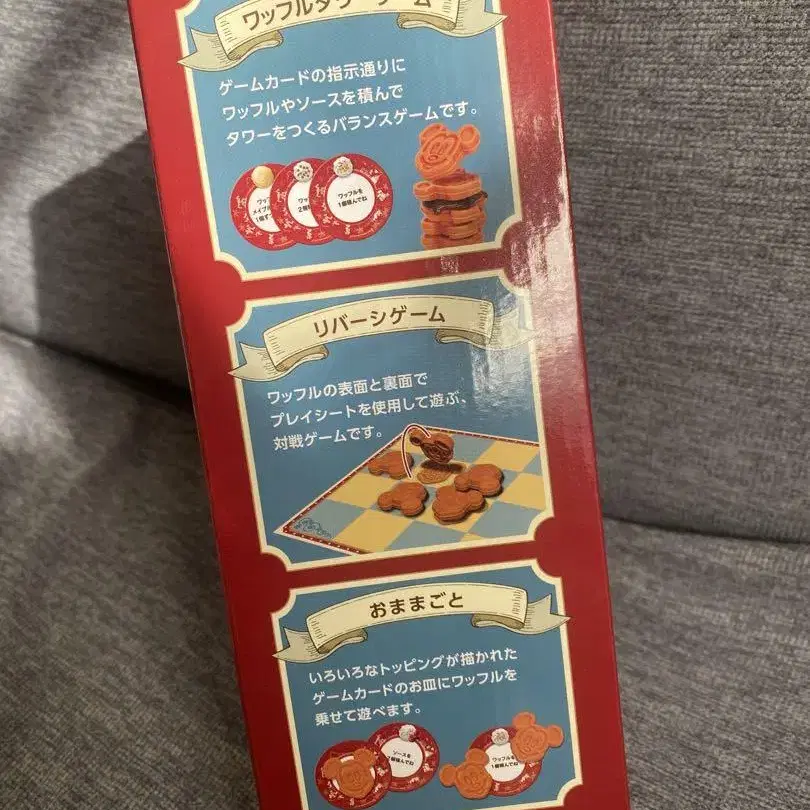 ワッフルタワーゲーム
ゲームカードの指示通りに
ワッフルやソースを積んで
タワーをつくるバランスゲームです。
ワッフルを
1個積んでね
リバーシゲーム
ワッフルの表面と裏面で
プレイシートを使用して遊ぶ、
対戦ゲームです。
おままごと
いろいろなトッピングが描かれた
ゲームカードのお皿にワッフルを
乗せて遊べます。
ソースを
ワッフルを
1個積んでね